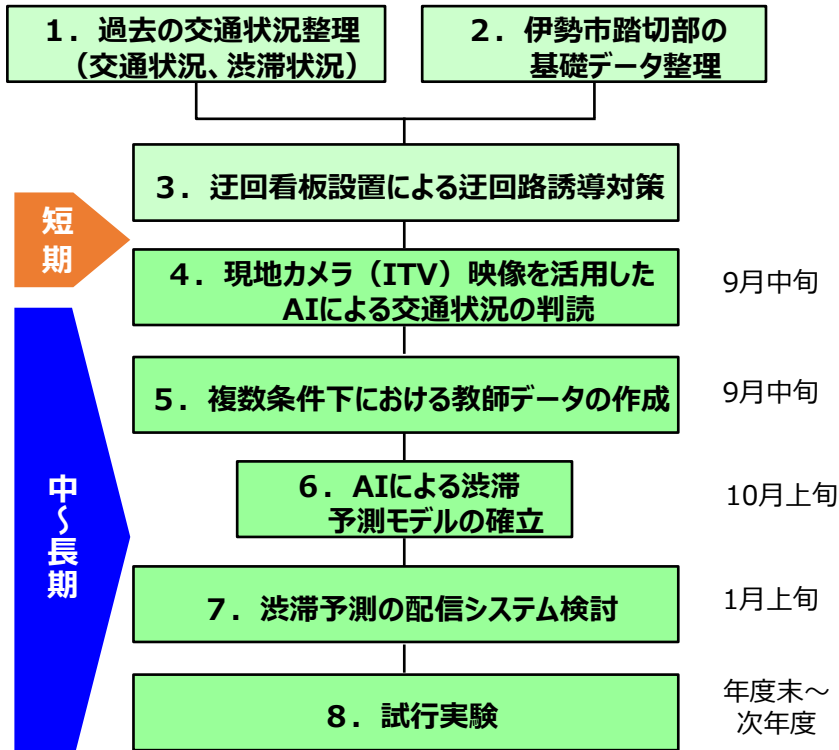 １．過去の交通状況整理
（交通状況、渋滞状況）
２．伊勢市踏切部の
基礎データ整理
３．迂回看板設置による迂回路誘導対策
短期
４．現地カメラ（ITV）映像を活用した
AIによる交通状況の判読
9月中旬
５．複数条件下における教師データの作成
9月中旬
中～長期
６．AIによる渋滞
予測モデルの確立
10月上旬
７．渋滞予測の配信システム検討
1月上旬
８．試行実験
年度末～
次年度